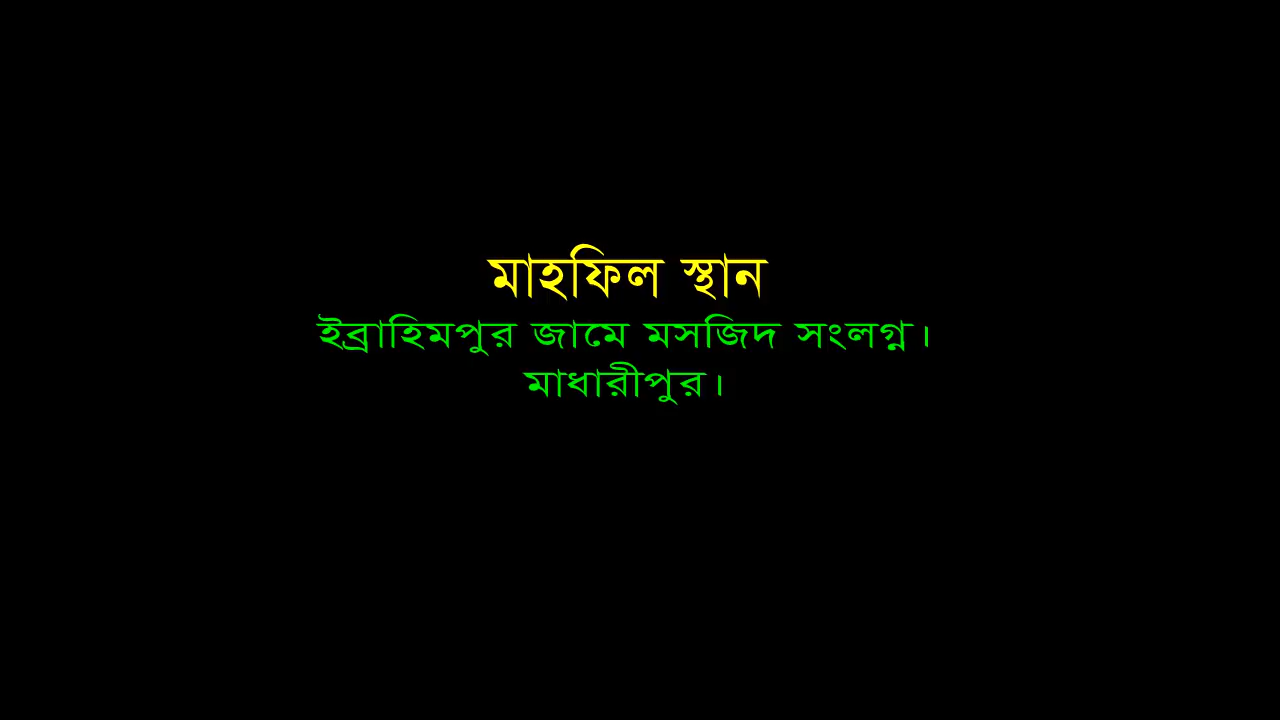 মাহফিল স্থান
ইব্রাহিমপুর জামে মসজিদ সংলগ্ন।
মাধারীপুর।